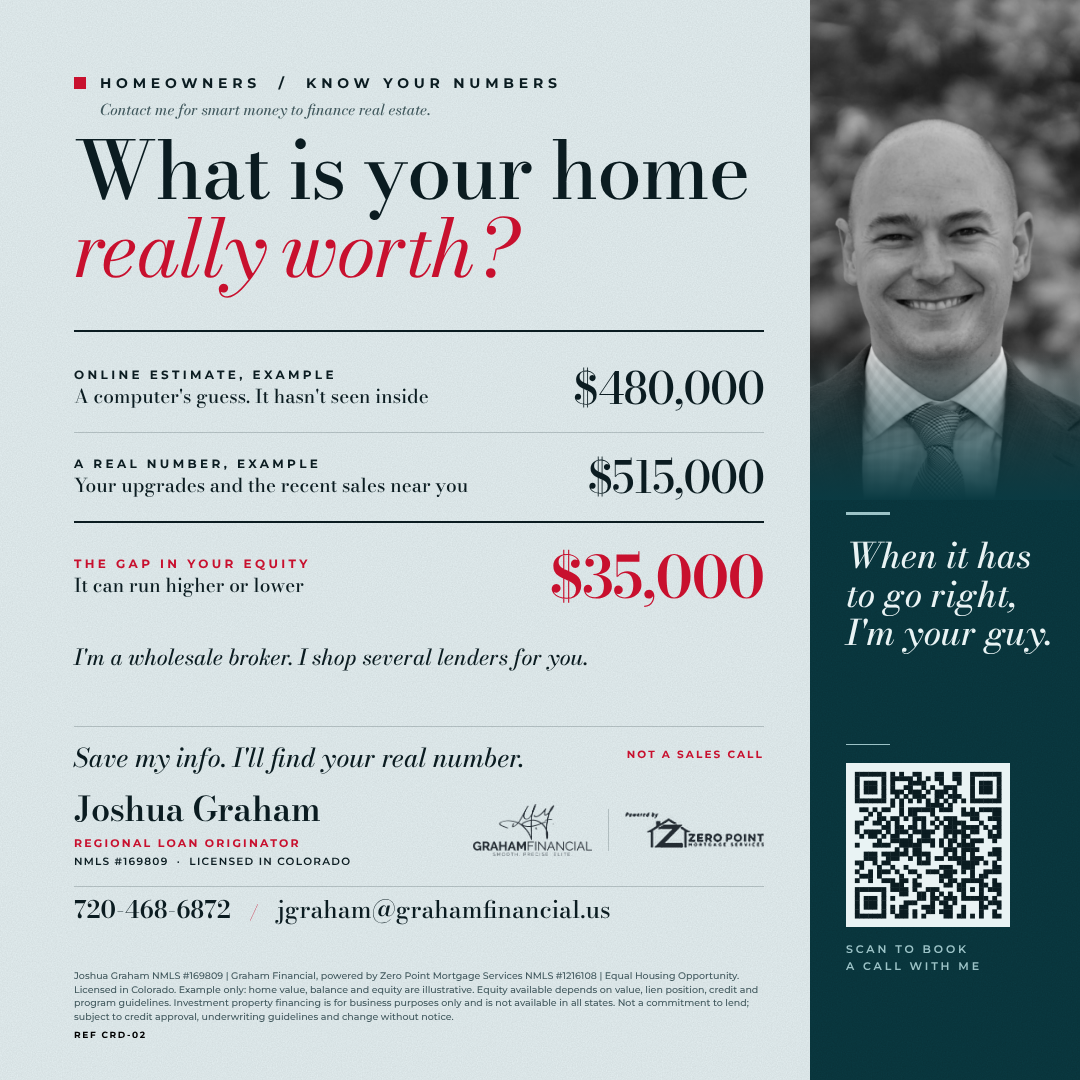 HOMEOWNERS / KNOW YOUR NUMBERS
Contact me for smart money to finance real estate.
What is your home
really worth?
ONLINE ESTIMATE, EXAMPLE
A computer's guess. It hasn't seen inside
$480,000
A REAL NUMBER, EXAMPLE
Your upgrades and the recent sales near you
$515,000
THE GAP IN YOUR EQUITY
It can run higher or lower
$35,000
I'm a wholesale broker. I shop several lenders for you.
Save my info. I'll find your real number.
NOT A SALES CALL
Joshua Graham
REGIONAL LOAN ORIGINATOR
NMLS #169809 · LICENSED IN COLORADO
GRAHAMFINANCIAL
SMOOTH. PRECISE. ELITE.
Powered by
ZERO POINT
MORTGAGE SERVICES
720-468-6872 / jgraham@grahamfinancial.us
Joshua Graham NMLS #169809 | Graham Financial, powered by Zero Point Mortgage Services NMLS #1216108 | Equal Housing Opportunity.
Licensed in Colorado. Example only: home value, balance and equity are illustrative. Equity available depends on value, lien position, credit and
program guidelines. Investment property financing is for business purposes only and is not available in all states. Not a commitment to lend;
subject to credit approval, underwriting guidelines and change without notice.
REF CRD-02
When it has
to go right,
I'm your guy.
SCAN TO BOOK
A CALL WITH ME